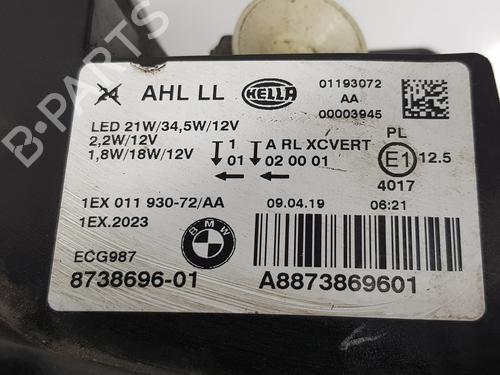 AHL LL
HELLA
01193072
AA
00003945
LED 21W/34,5W/12V
2,2W/12V
1,8W/18W/12V
1
01
A RL XCVERT
02 00 01
PL
E1
12.5
4017
1EX 011 930-72/AA
09.04.19
06:21
1EX.2023
BMW
ECG987
8738696-01
A8873869601
B-PARTS